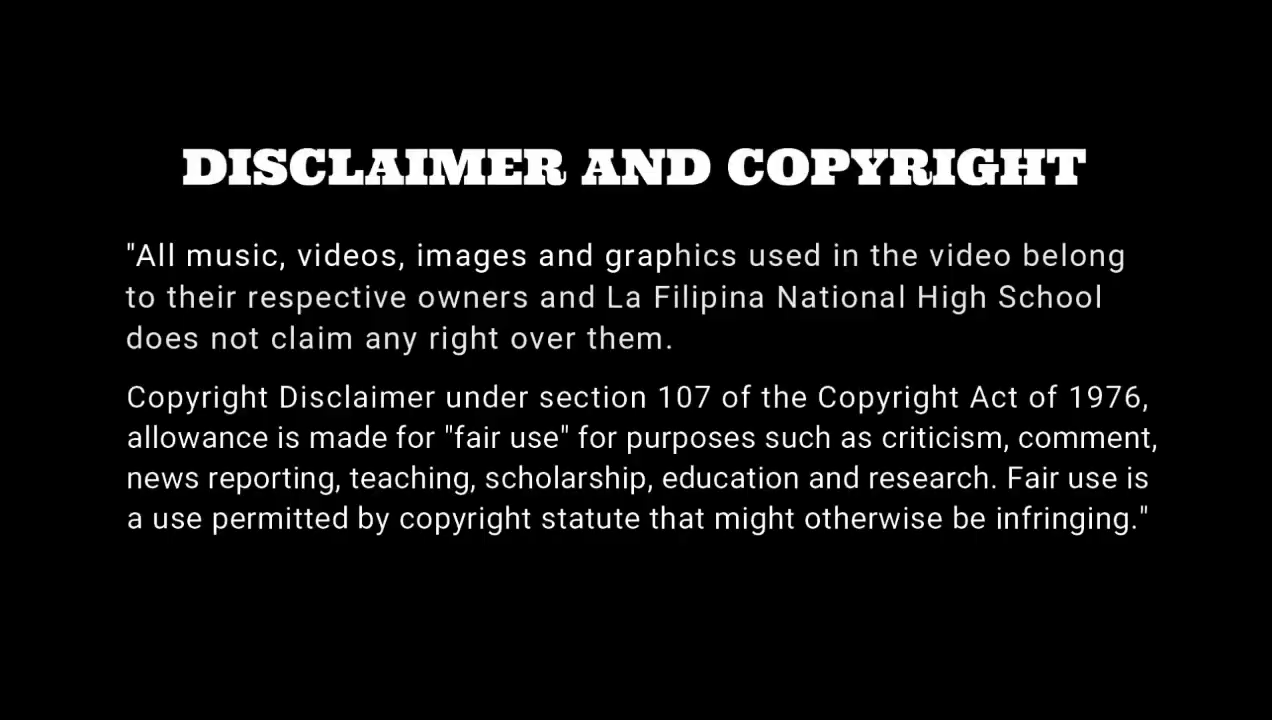 DISCLAIMER AND COPYRIGHT
"All music, videos, images and graphics used in the video belong
to their respective owners and La Filipina National High School
does not claim any right over them.
Copyright Disclaimer under section 107 of the Copyright Act of 1976,
allowance is made for "fair use" for purposes such as criticism, comment,
news reporting, teaching, scholarship, education and research. Fair use is
a use permitted by copyright statute that might otherwise be infringing."